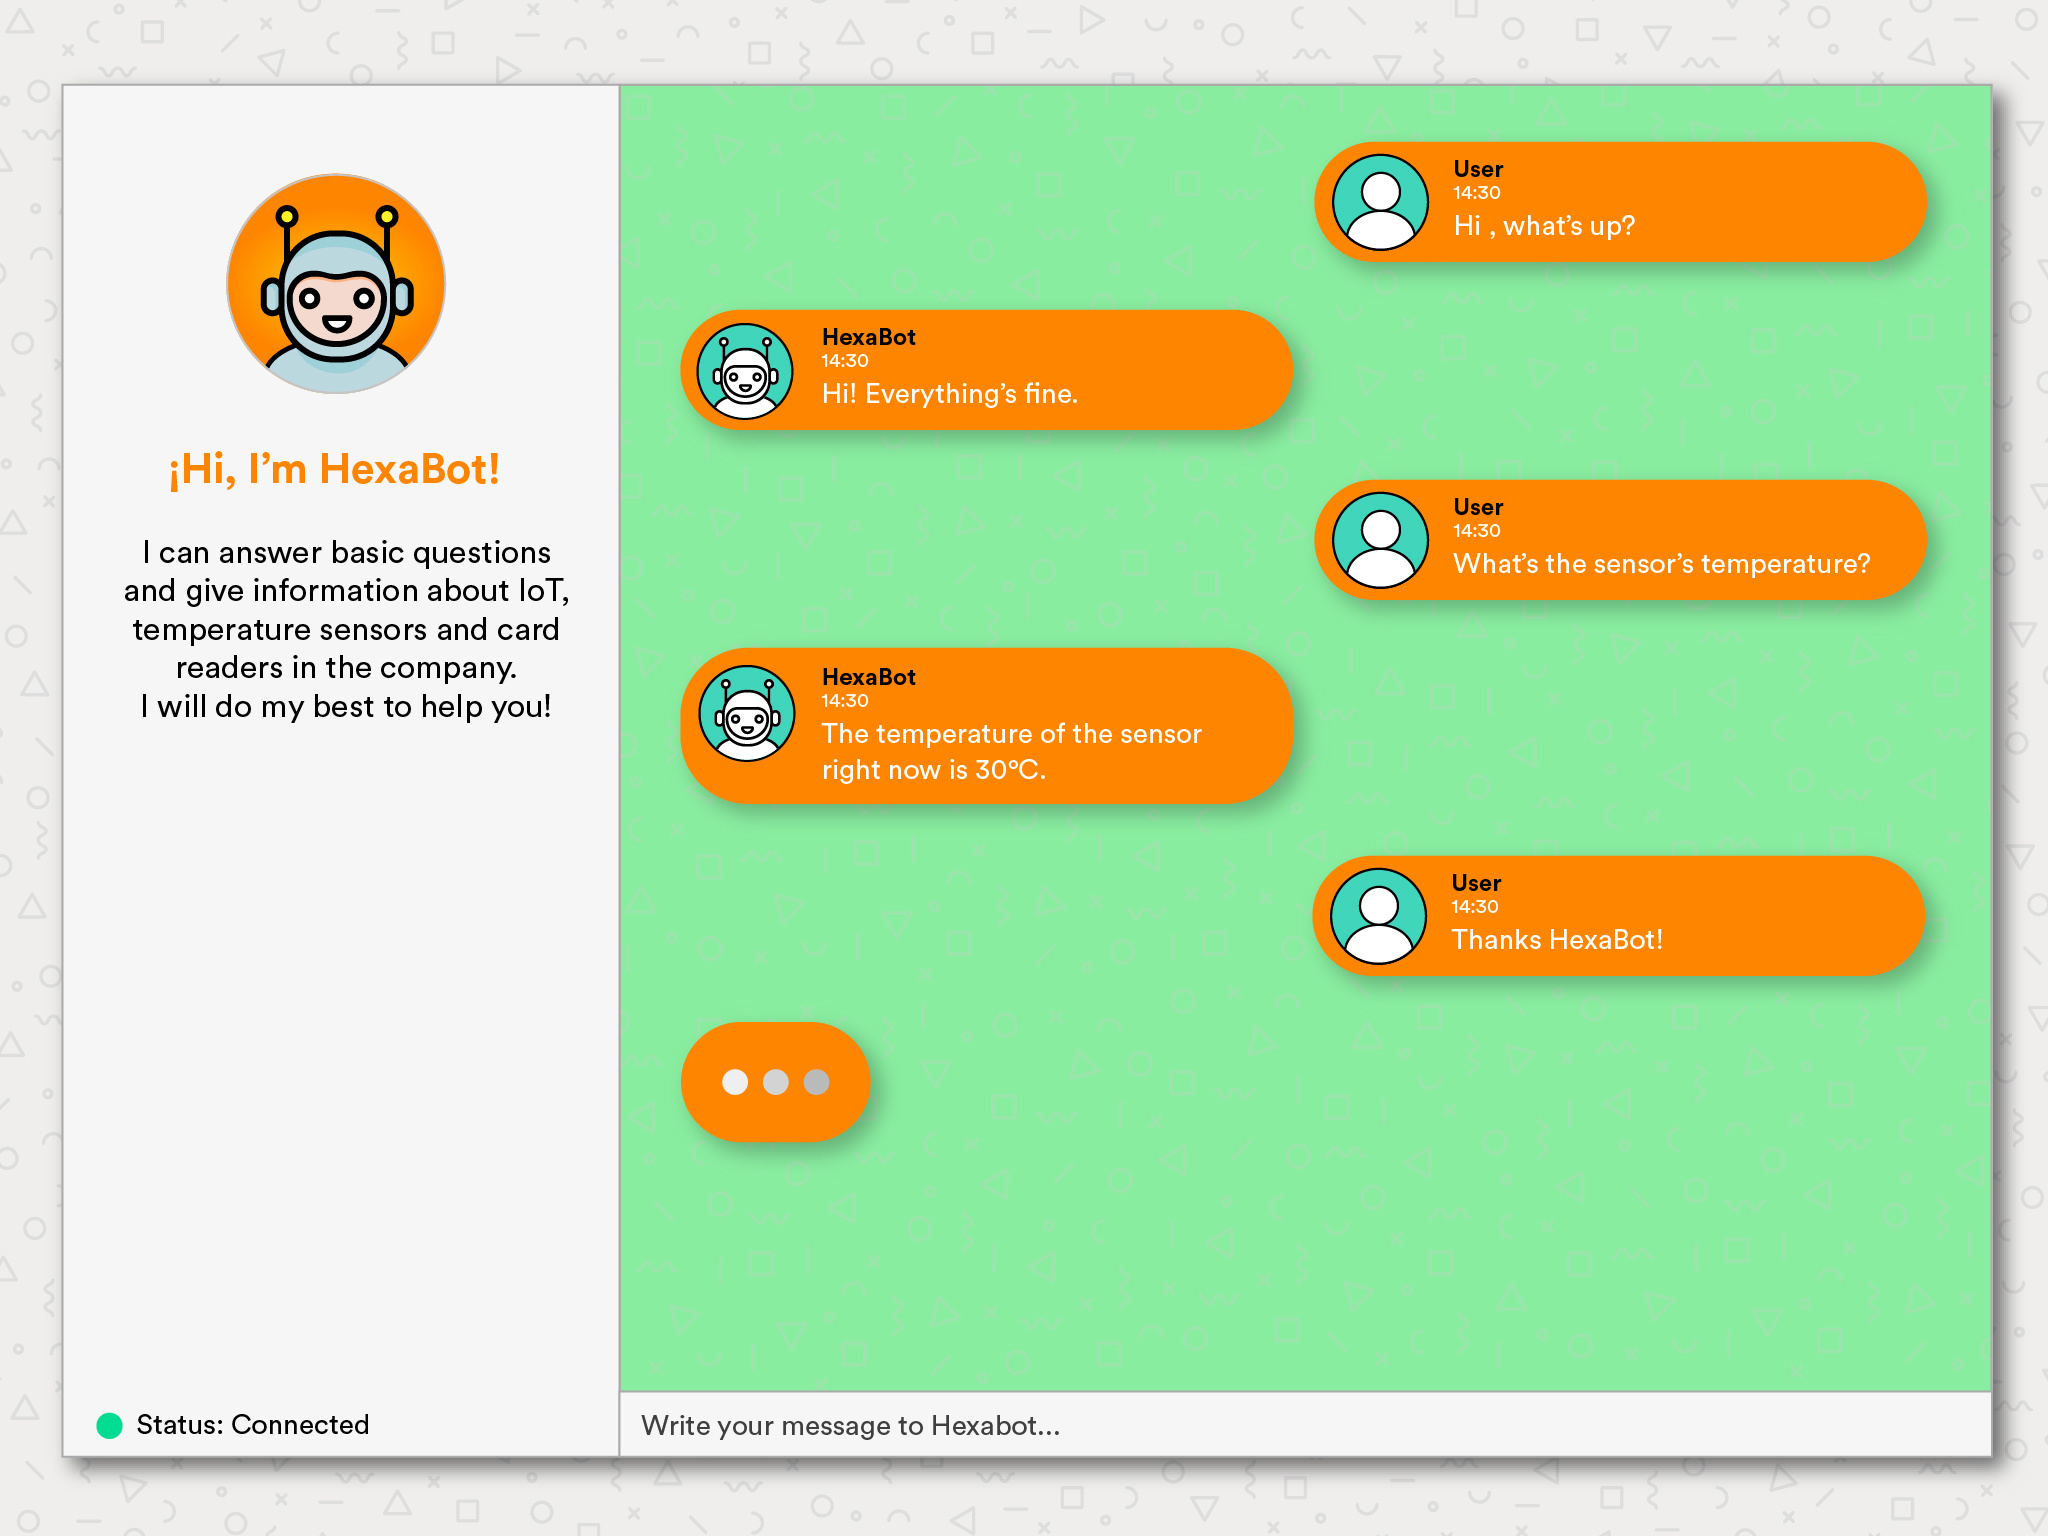 ¡Hi, I’m HexaBot!
I can answer basic questions
and give information about IoT,
temperature sensors and card
readers in the company.
I will do my best to help you!
Status: Connected
User
14:30
Hi , what’s up?
HexaBot
14:30
Hi! Everything’s fine.
User
14:30
What’s the sensor’s temperature?
HexaBot
14:30
The temperature of the sensor
right now is 30°C.
User
14:30
Thanks HexaBot!
Write your message to Hexabot...